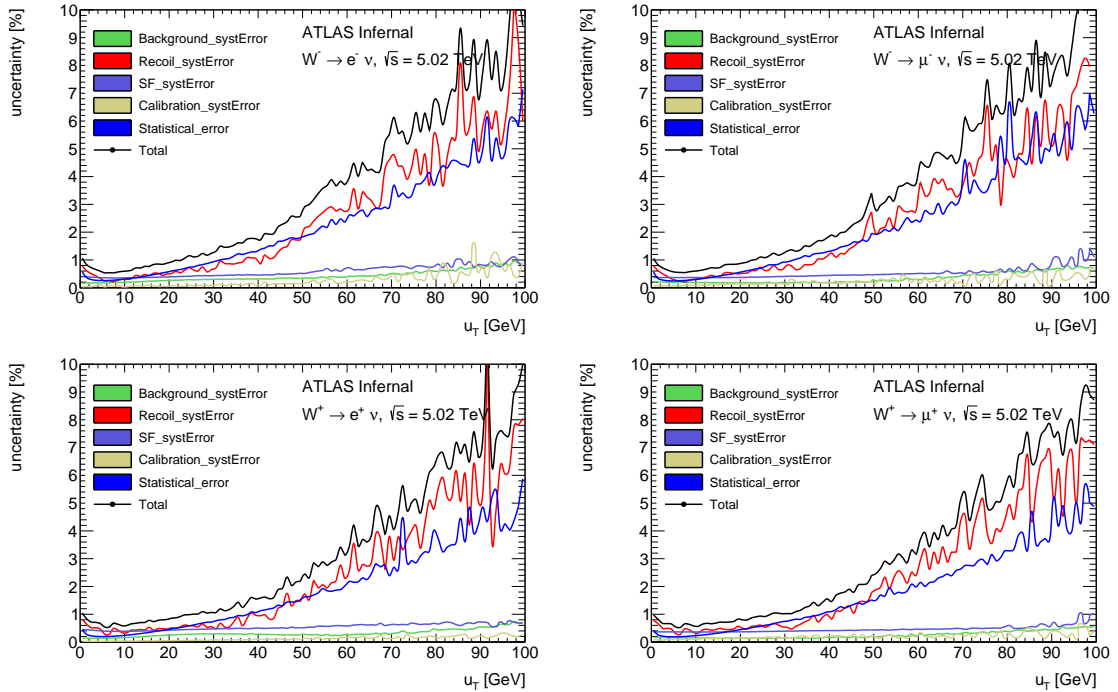 uncertainty [%]
10
9
8
7
6
5
4
3
2
1
0
Background_systError
Recoil_systError
SF_systError
Calibration_systError
Statistical_error
Total
ATLAS Infernal
W⁻ → e⁻ ν, √s = 5.02 TeV
0 10 20 30 40 50 60 70 80 90 100
u_T [GeV]
uncertainty [%]
10
9
8
7
6
5
4
3
2
1
0
Background_systError
Recoil_systError
SF_systError
Calibration_systError
Statistical_error
Total
ATLAS Infernal
W⁻ → μ⁻ ν, √s = 5.02 TeV
0 10 20 30 40 50 60 70 80 90 100
u_T [GeV]
uncertainty [%]
10
9
8
7
6
5
4
3
2
1
0
Background_systError
Recoil_systError
SF_systError
Calibration_systError
Statistical_error
Total
ATLAS Infernal
W⁺ → e⁺ ν, √s = 5.02 TeV
0 10 20 30 40 50 60 70 80 90 100
u_T [GeV]
uncertainty [%]
10
9
8
7
6
5
4
3
2
1
0
Background_systError
Recoil_systError
SF_systError
Calibration_systError
Statistical_error
Total
ATLAS Infernal
W⁺ → μ⁺ ν, √s = 5.02 TeV
0 10 20 30 40 50 60 70 80 90 100
u_T [GeV]